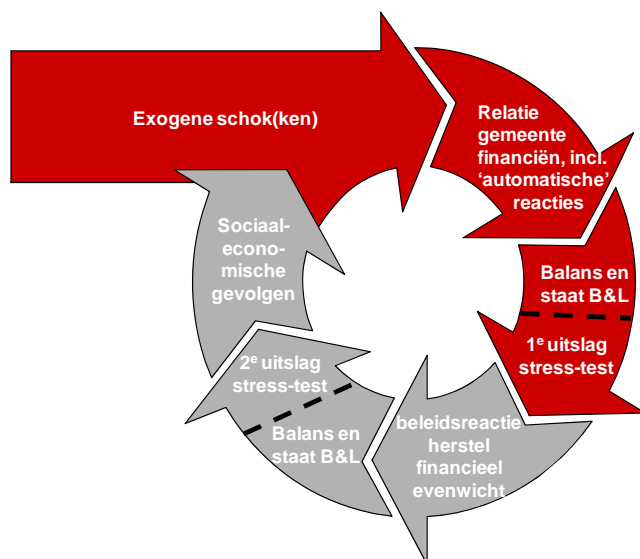 Exogene schok(ken)
Relatie
gemeente
financiën, incl.
‘automatische’
reacties
Balans en
staat B&L
1e uitslag
stress-test
beleidsreactie
herstel
financieel
evenwicht
Balans en
staat B&L
2e uitslag
stress-test
Sociaal-
econo-
mische
gevolgen